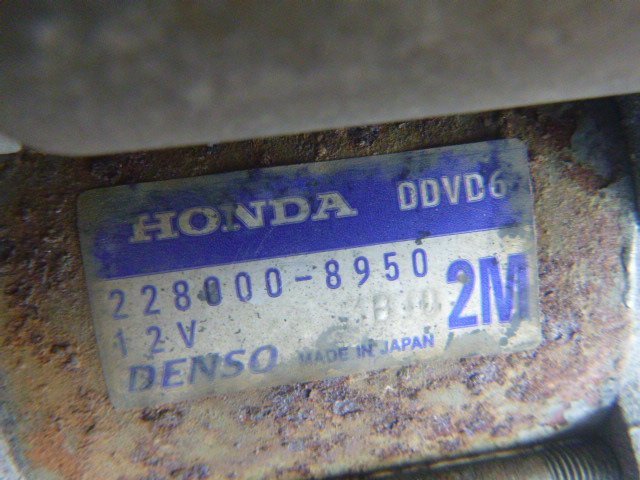 HONDA DDVD6
228000-8950
12V 2M
DENSO MADE IN JAPAN